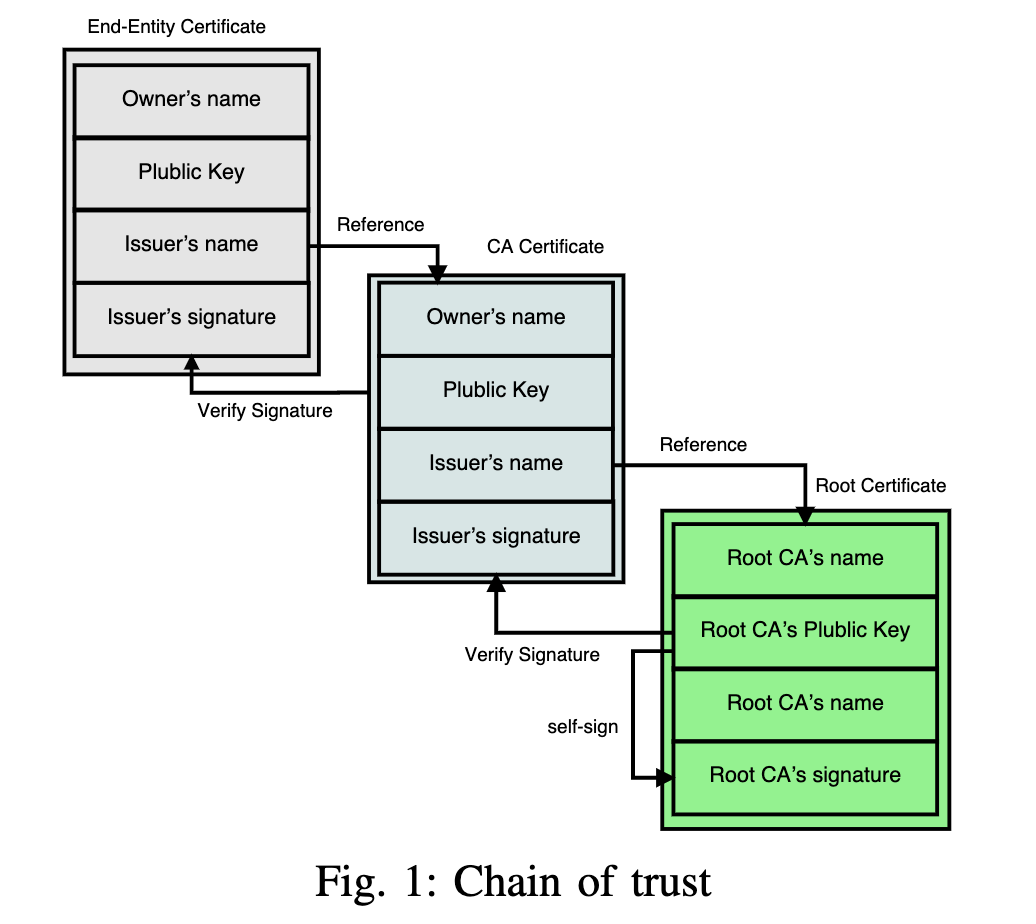 End-Entity Certificate
Owner’s name
Plublic Key
Issuer’s name
Issuer’s signature
Reference
Verify Signature
CA Certificate
Owner’s name
Plublic Key
Issuer’s name
Issuer’s signature
Reference
Verify Signature
Root Certificate
Root CA’s name
Root CA’s Plublic Key
Root CA’s name
Root CA’s signature
self-sign
Fig. 1: Chain of trust